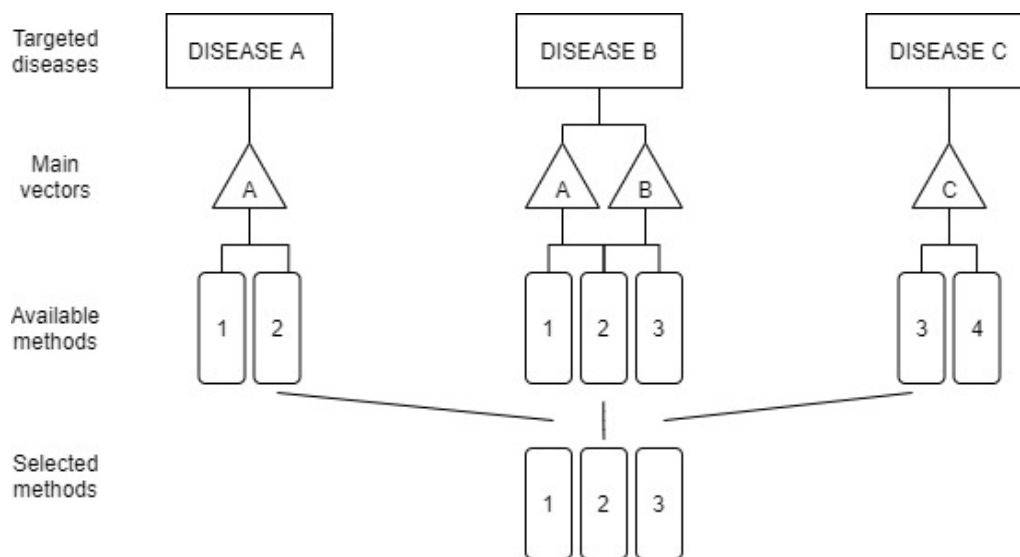 Targeted
diseases
DISEASE A
DISEASE B
DISEASE C
Main
vectors
A
A
B
C
Available
methods
1
2
1
2
3
3
4
Selected
methods
1
2
3